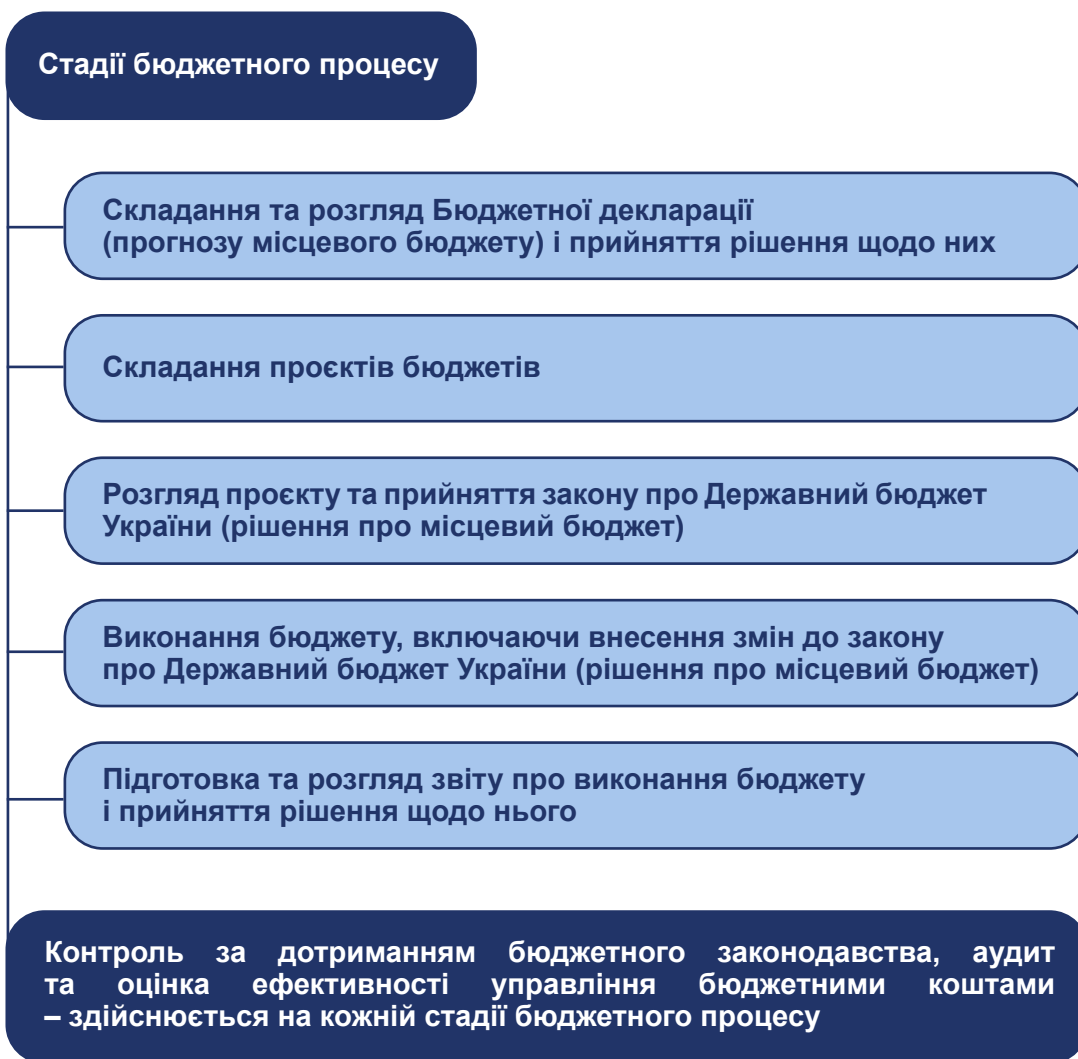 Стадії бюджетного процесу
Складання та розгляд Бюджетної декларації
(прогнозу місцевого бюджету) і прийняття рішення щодо них
Складання проєктів бюджетів
Розгляд проєкту та прийняття закону про Державний бюджет
України (рішення про місцевий бюджет)
Виконання бюджету, включаючи внесення змін до закону
про Державний бюджет України (рішення про місцевий бюджет)
Підготовка та розгляд звіту про виконання бюджету
і прийняття рішення щодо нього
Контроль за дотриманням бюджетного законодавства, аудит
та оцінка ефективності управління бюджетними коштами
– здійснюється на кожній стадії бюджетного процесу